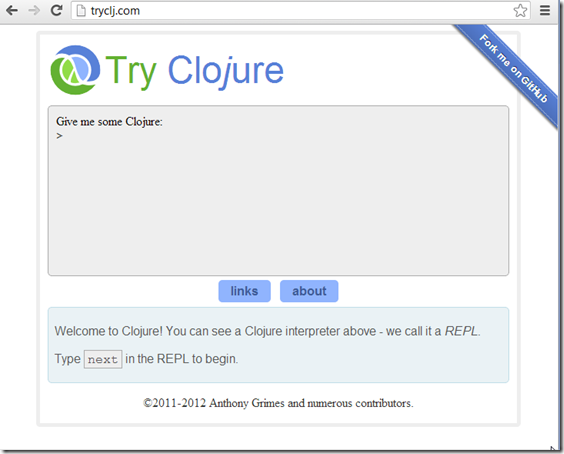 tryclj.com
Fork me on GitHub
Try Clojure
Give me some Clojure:
>
links about
Welcome to Clojure! You can see a Clojure interpreter above - we call it a REPL.
Type next in the REPL to begin.
©2011-2012 Anthony Grimes and numerous contributors.